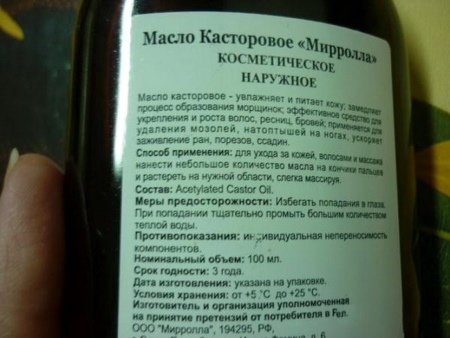 Масло Касторовое «Мирролла»
КОСМЕТИЧЕСКОЕ
НАРУЖНОЕ
Масло касторовое - увлажняет и питает кожу; замедляет
процесс образования морщинок; эффективное средство для
укрепления и роста волос, ресниц, бровей; применяется для
удаления мозолей, натоптышей на ногах, ускоряет
заживление ран, порезов, ссадин.
Способ применения: для ухода за кожей, волосами и массажа
нанести небольшое количество масла на кончики пальцев
и растереть на нужной области, слегка массируя.
Состав: Acetylated Castor Oil.
Меры предосторожности: Избегать попадания в глаза.
При попадании тщательно промыть большим количеством
теплой воды.
Противопоказания: индивидуальная непереносимость
компонентов.
Номинальный объем: 100 мл.
Срок годности: 3 года.
Дата изготовления: указана на упаковке.
Условия хранения: от +5 °С до +25 °С.
Изготовитель и организация уполномоченная
на принятие претензий от потребителя в
ООО "Мирролла", 194295, РФ,